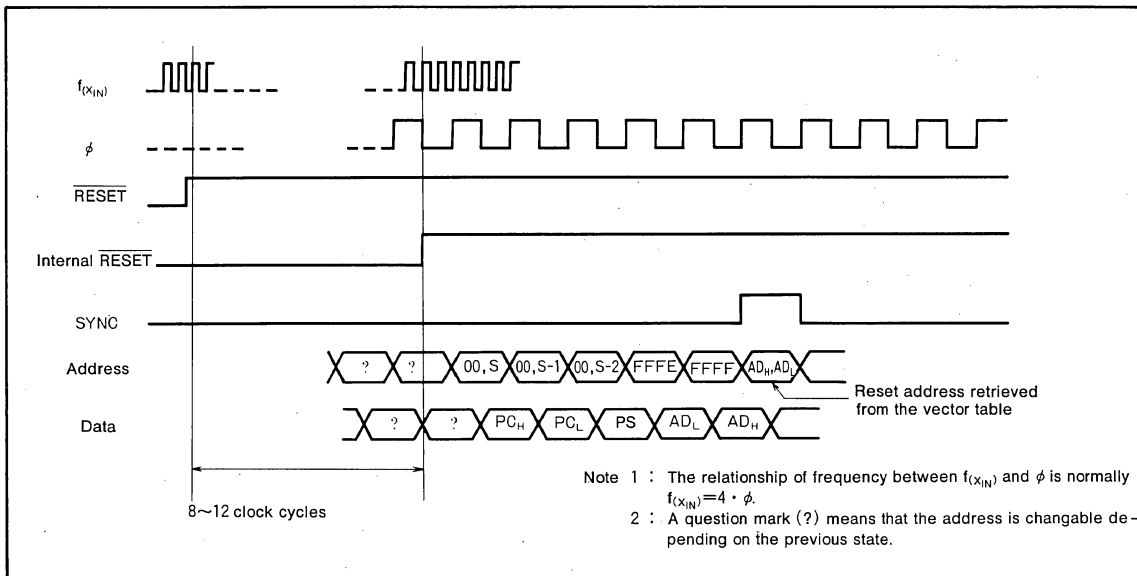 f(XIN)
ϕ
RESET
Internal RESET
SYNC
Address
? ? 00,S 00,S-1 00,S-2 FFFE FFFF ADH,ADL
Reset address retrieved
from the vector table
Data
? ? PCH PCL PS ADL ADH
8~12 clock cycles
Note 1 : The relationship of frequency between f(XIN) and ϕ is normally
f(XIN)=4・ϕ.
2 : A question mark (?) means that the address is changable de-
pending on the previous state.